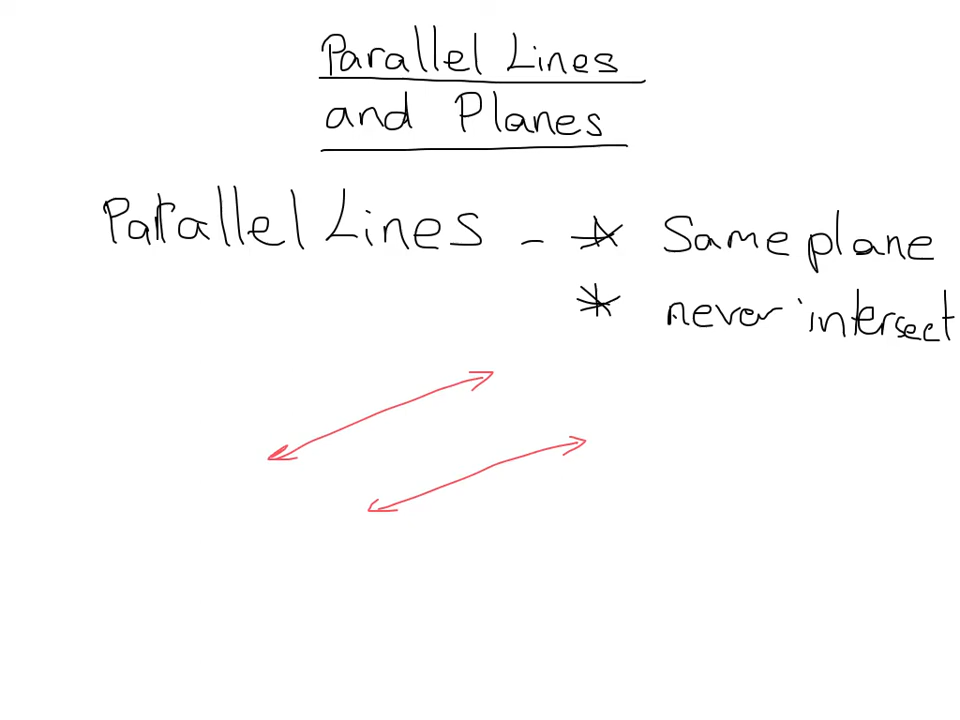 Parallel Lines
and Planes
Parallel Lines - * Same plane
* never intersect